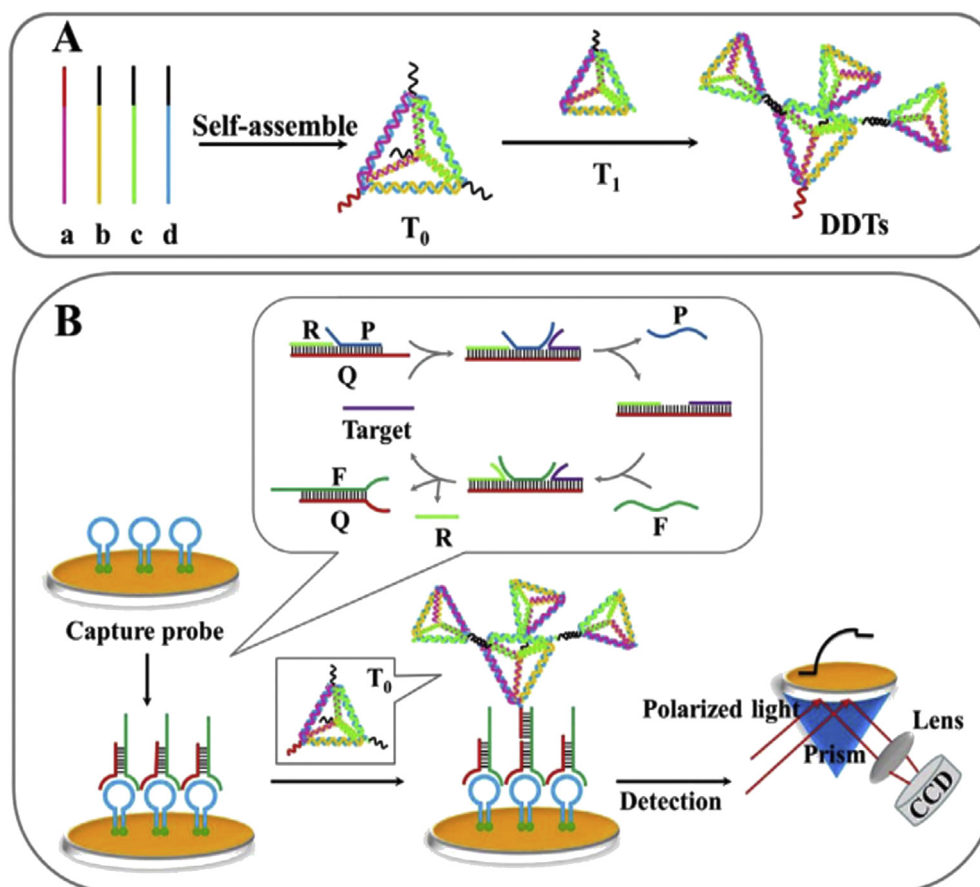 A
Self-assemble
a b c d
T₀
T₁
DDTs
B
R P
Q
P
Target
F
Q
R
F
Capture probe
T₀
Detection
Polarized light
Prism
Lens
CCD